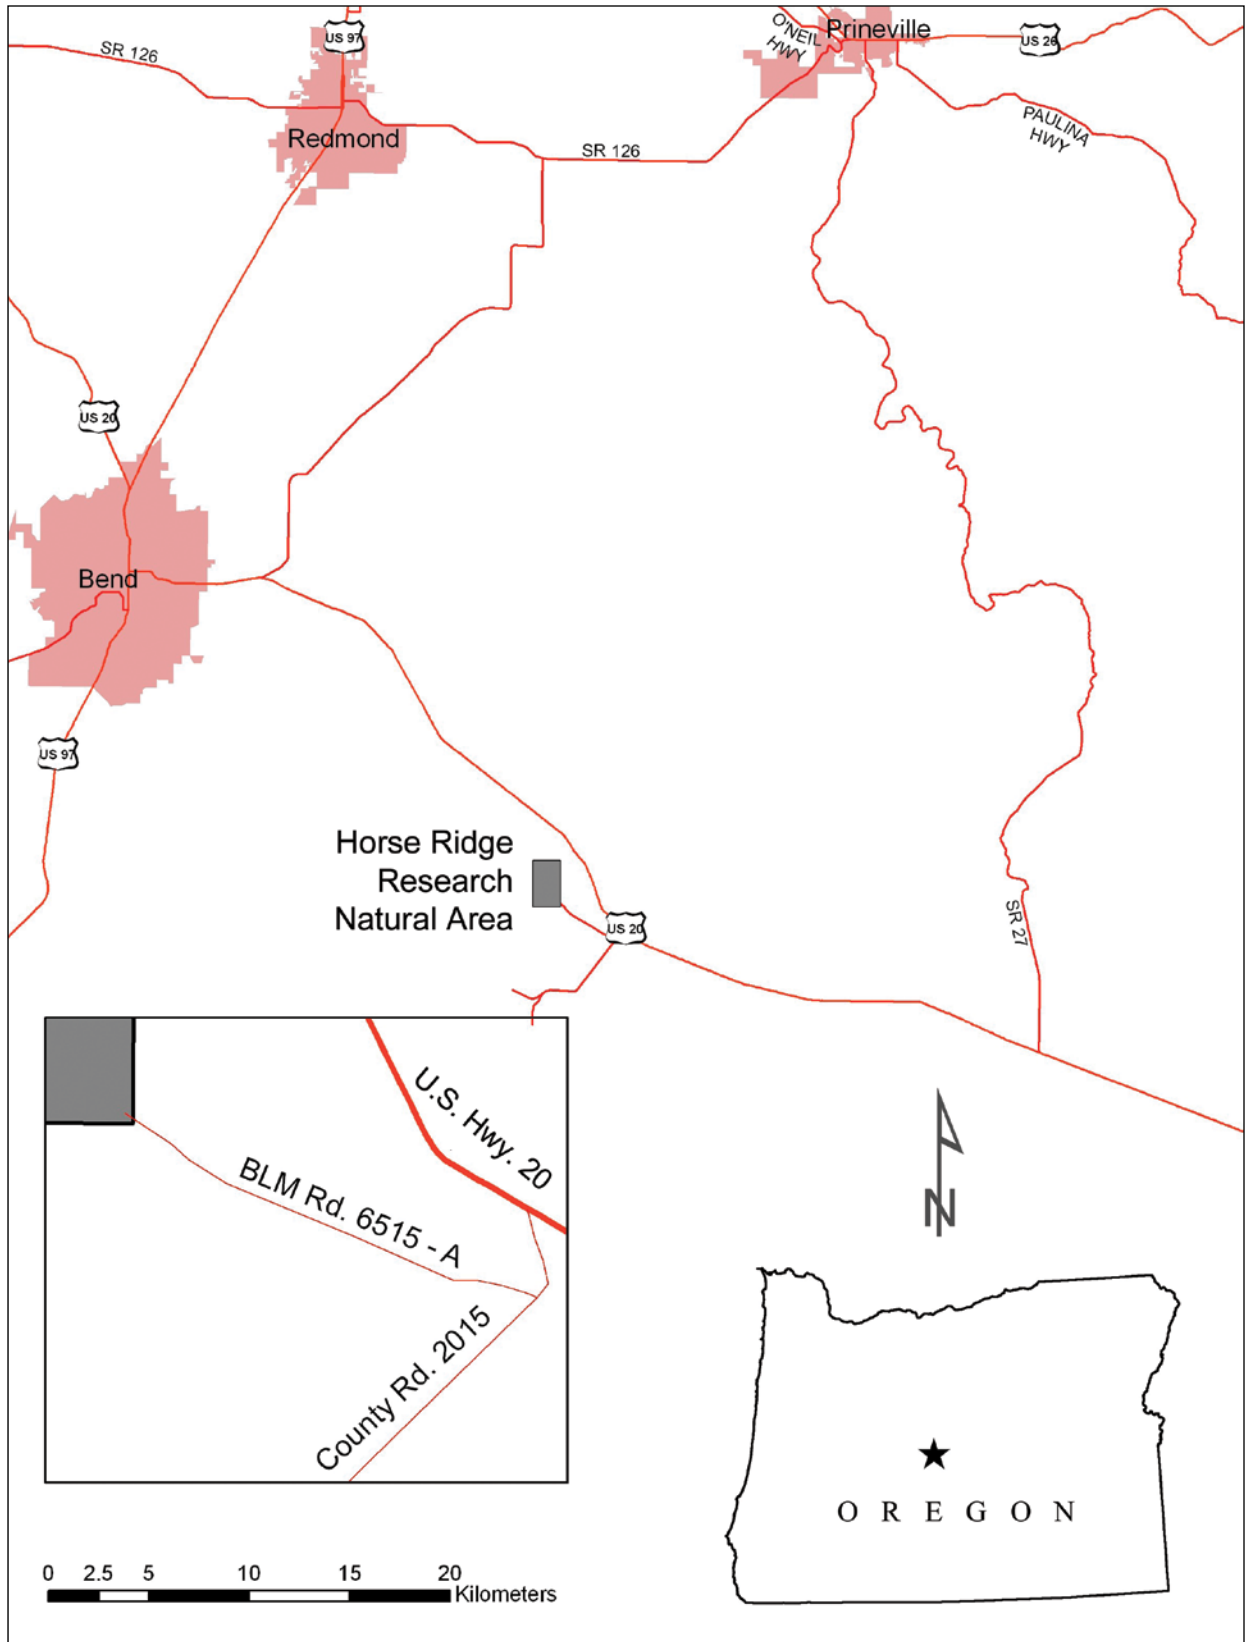 US 97
O'NEIL
HWY
Prineville
US 26
SR 126
Redmond
SR 126
PAULINA
HWY
US 20
Bend
US 97
Horse Ridge
Research
Natural Area
US 20
SR 27
U.S. Hwy. 20
BLM Rd. 6515 - A
County Rd. 2015
N
OREGON
0 2.5 5 10 15 20
Kilometers